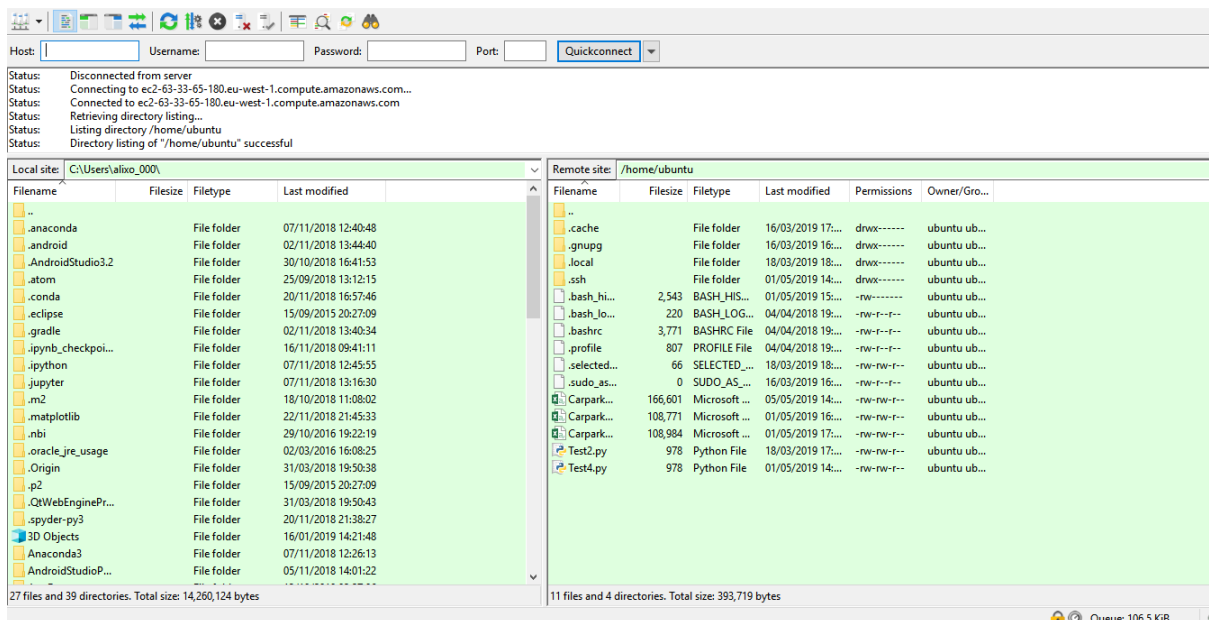 Host: Username: Password: Port: Quickconnect
Status: Disconnected from server
Status: Connecting to ec2-63-33-65-180.eu-west-1.compute.amazonaws.com...
Status: Connected to ec2-63-33-65-180.eu-west-1.compute.amazonaws.com
Status: Retrieving directory listing...
Status: Listing directory /home/ubuntu
Status: Directory listing of "/home/ubuntu" successful
Local site: C:\Users\alixo_000\
Filename Filesize Filetype Last modified
..
.anaconda File folder 07/11/2018 12:40:48
.android File folder 02/11/2018 13:44:40
.AndroidStudio3.2 File folder 30/10/2018 16:41:53
.atom File folder 25/09/2018 13:12:15
.conda File folder 20/11/2018 16:57:46
.eclipse File folder 15/09/2015 20:27:09
.gradle File folder 02/11/2018 13:40:34
.ipynb_checkpoi... File folder 16/11/2018 09:41:11
.ipython File folder 07/11/2018 12:45:55
.jupyter File folder 07/11/2018 13:16:30
.m2 File folder 18/10/2018 11:08:02
.matplotlib File folder 22/11/2018 21:45:33
.nbi File folder 29/10/2016 19:22:19
.oracle_jre_usage File folder 02/03/2016 16:08:25
.Origin File folder 31/03/2018 19:50:38
.p2 File folder 15/09/2015 20:27:09
.QtWebEnginePr... File folder 31/03/2018 19:50:43
.spyder-py3 File folder 20/11/2018 21:38:27
3D Objects File folder 16/01/2019 14:21:48
Anaconda3 File folder 07/11/2018 12:26:13
AndroidStudioP... File folder 05/11/2018 14:01:22
27 files and 39 directories. Total size: 14,260,124 bytes
Remote site: /home/ubuntu
Filename Filesize Filetype Last modified Permissions Owner/Gro...
..
.cache File folder 16/03/2019 17:... drwx------ ubuntu ub...
.gnupg File folder 16/03/2019 16:... drwx------ ubuntu ub...
.local File folder 18/03/2019 18:... drwx------ ubuntu ub...
.ssh File folder 01/05/2019 14:... drwx------ ubuntu ub...
.bash_hi... 2,543 BASH_HIS... 01/05/2019 15:... -rw------- ubuntu ub...
.bash_lo... 220 BASH_LOG... 04/04/2018 19:... -rw-r--r-- ubuntu ub...
.bashrc 3,771 BASHRC File 04/04/2018 19:... -rw-r--r-- ubuntu ub...
.profile 807 PROFILE File 04/04/2018 19:... -rw-r--r-- ubuntu ub...
.selected... 66 SELECTED_... 18/03/2019 18:... -rw-rw-r-- ubuntu ub...
.sudo_as... 0 SUDO_AS_... 16/03/2019 16:... -rw-r--r-- ubuntu ub...
Carpark... 166,601 Microsoft ... 05/05/2019 14:... -rw-rw-r-- ubuntu ub...
Carpark... 108,771 Microsoft ... 01/05/2019 16:... -rw-rw-r-- ubuntu ub...
Carpark... 108,984 Microsoft ... 01/05/2019 17:... -rw-rw-r-- ubuntu ub...
Test2.py 978 Python File 18/03/2019 17:... -rw-rw-r-- ubuntu ub...
Test4.py 978 Python File 01/05/2019 14:... -rw-rw-r-- ubuntu ub...
11 files and 4 directories. Total size: 393,719 bytes
Queue: 106.5 KiB